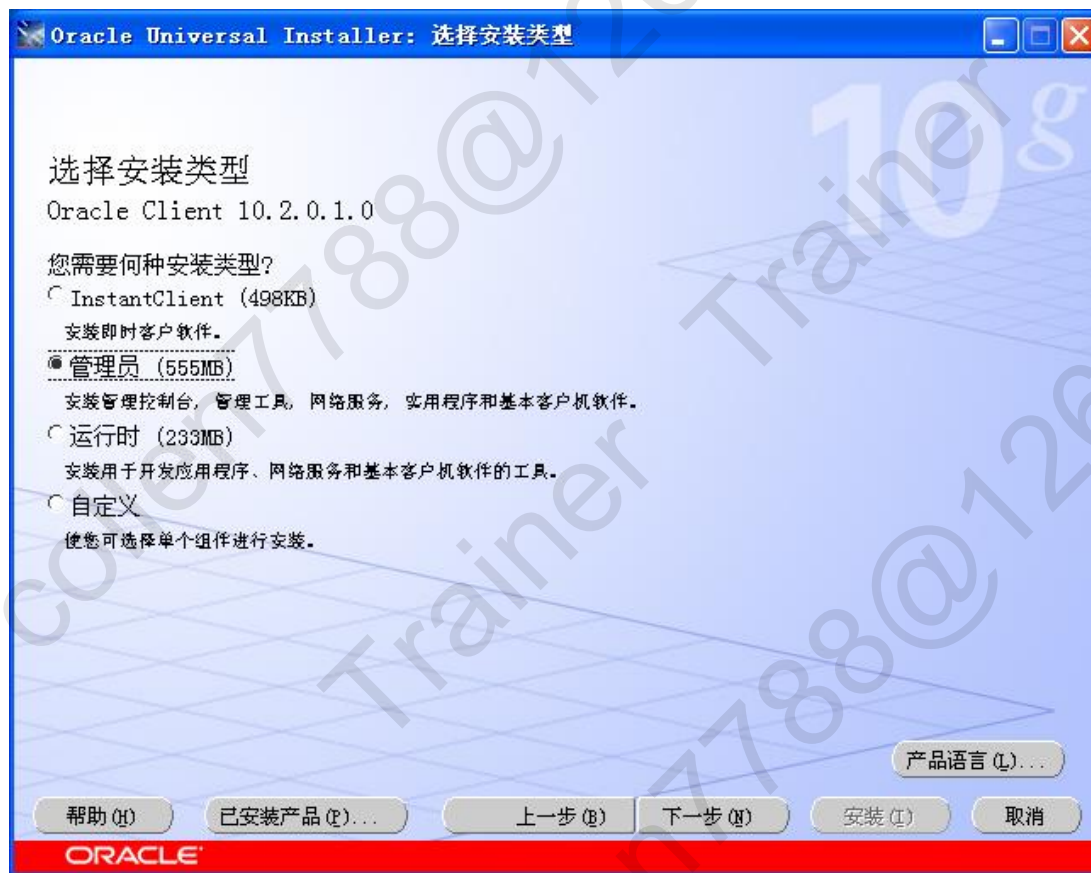 Oracle Universal Installer: 选择安装类型
10g
选择安装类型
Oracle Client 10.2.0.1.0
您需要何种安装类型?
InstantClient (498KB)
安装即时客户软件。
管理员 (555MB)
安装管理控制台, 管理工具, 网络服务, 实用程序和基本客户机软件。
运行时 (233MB)
安装用于开发应用程序、网络服务和基本客户机软件的工具。
自定义
使您可选择单个组件进行安装。
产品语言(L)...
帮助(H) 已安装产品(P)... 上一步(B) 下一步(N) 安装(I) 取消
ORACLE
collen7788@126
Trainer
Trainer
n7788@126